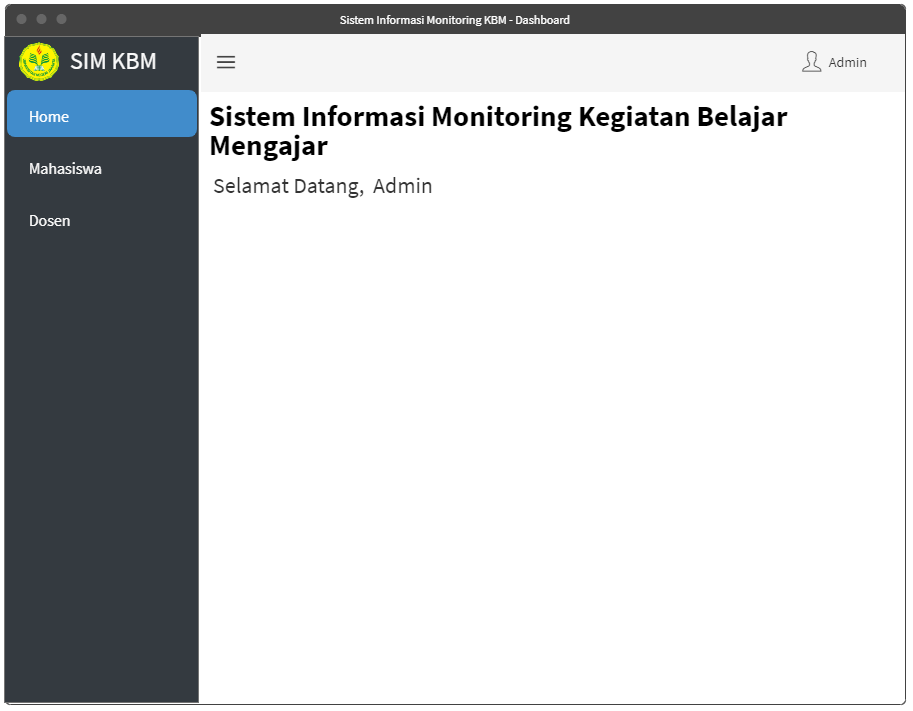 Sistem Informasi Monitoring KBM - Dashboard
SIM KBM
Admin
Home
Mahasiswa
Dosen
Sistem Informasi Monitoring Kegiatan Belajar
Mengajar
Selamat Datang, Admin